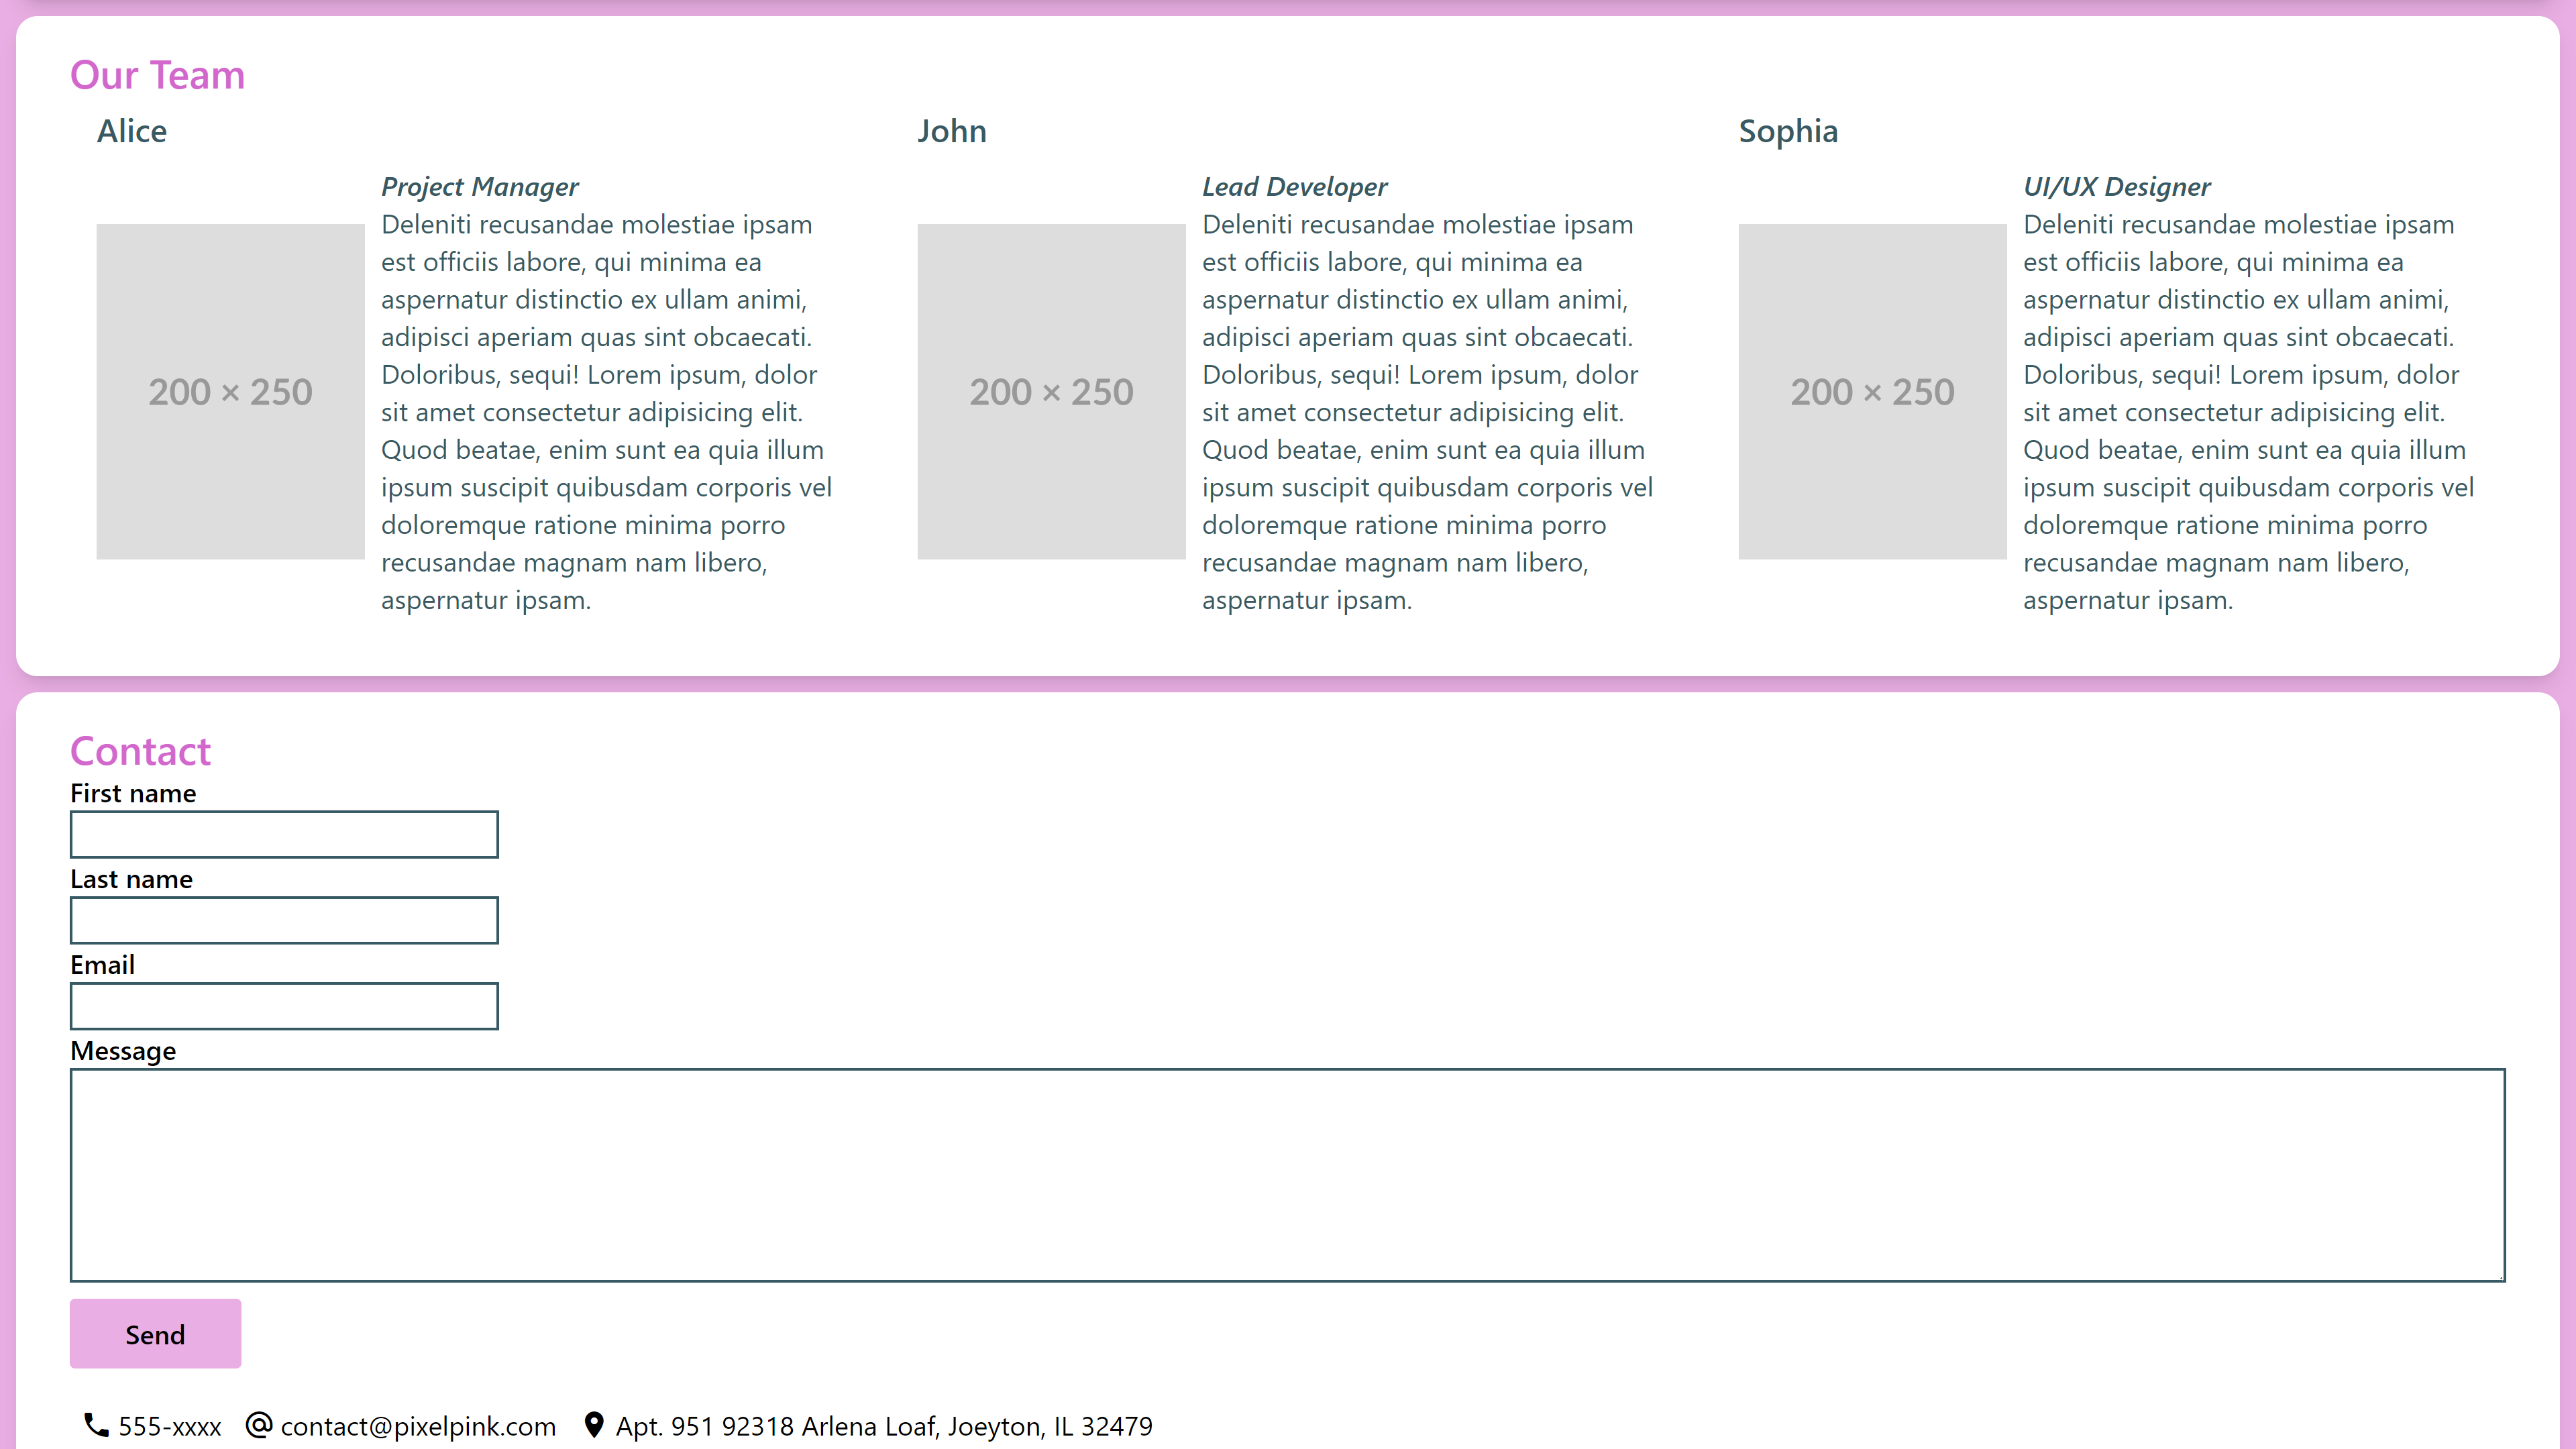 Our Team
Alice
200 × 250
Project Manager
Deleniti recusandae molestiae ipsam
est officiis labore, qui minima ea
aspernatur distinctio ex ullam animi,
adipisci aperiam quas sint obcaecati.
Doloribus, sequi! Lorem ipsum, dolor
sit amet consectetur adipisicing elit.
Quod beatae, enim sunt ea quia illum
ipsum suscipit quibusdam corporis vel
doloremque ratione minima porro
recusandae magnam nam libero,
aspernatur ipsam.
John
200 × 250
Lead Developer
Deleniti recusandae molestiae ipsam
est officiis labore, qui minima ea
aspernatur distinctio ex ullam animi,
adipisci aperiam quas sint obcaecati.
Doloribus, sequi! Lorem ipsum, dolor
sit amet consectetur adipisicing elit.
Quod beatae, enim sunt ea quia illum
ipsum suscipit quibusdam corporis vel
doloremque ratione minima porro
recusandae magnam nam libero,
aspernatur ipsam.
Sophia
200 × 250
UI/UX Designer
Deleniti recusandae molestiae ipsam
est officiis labore, qui minima ea
aspernatur distinctio ex ullam animi,
adipisci aperiam quas sint obcaecati.
Doloribus, sequi! Lorem ipsum, dolor
sit amet consectetur adipisicing elit.
Quod beatae, enim sunt ea quia illum
ipsum suscipit quibusdam corporis vel
doloremque ratione minima porro
recusandae magnam nam libero,
aspernatur ipsam.
Contact
First name
Last name
Email
Message
Send
555-xxxx contact@pixelpink.com Apt. 951 92318 Arlena Loaf, Joeyton, IL 32479